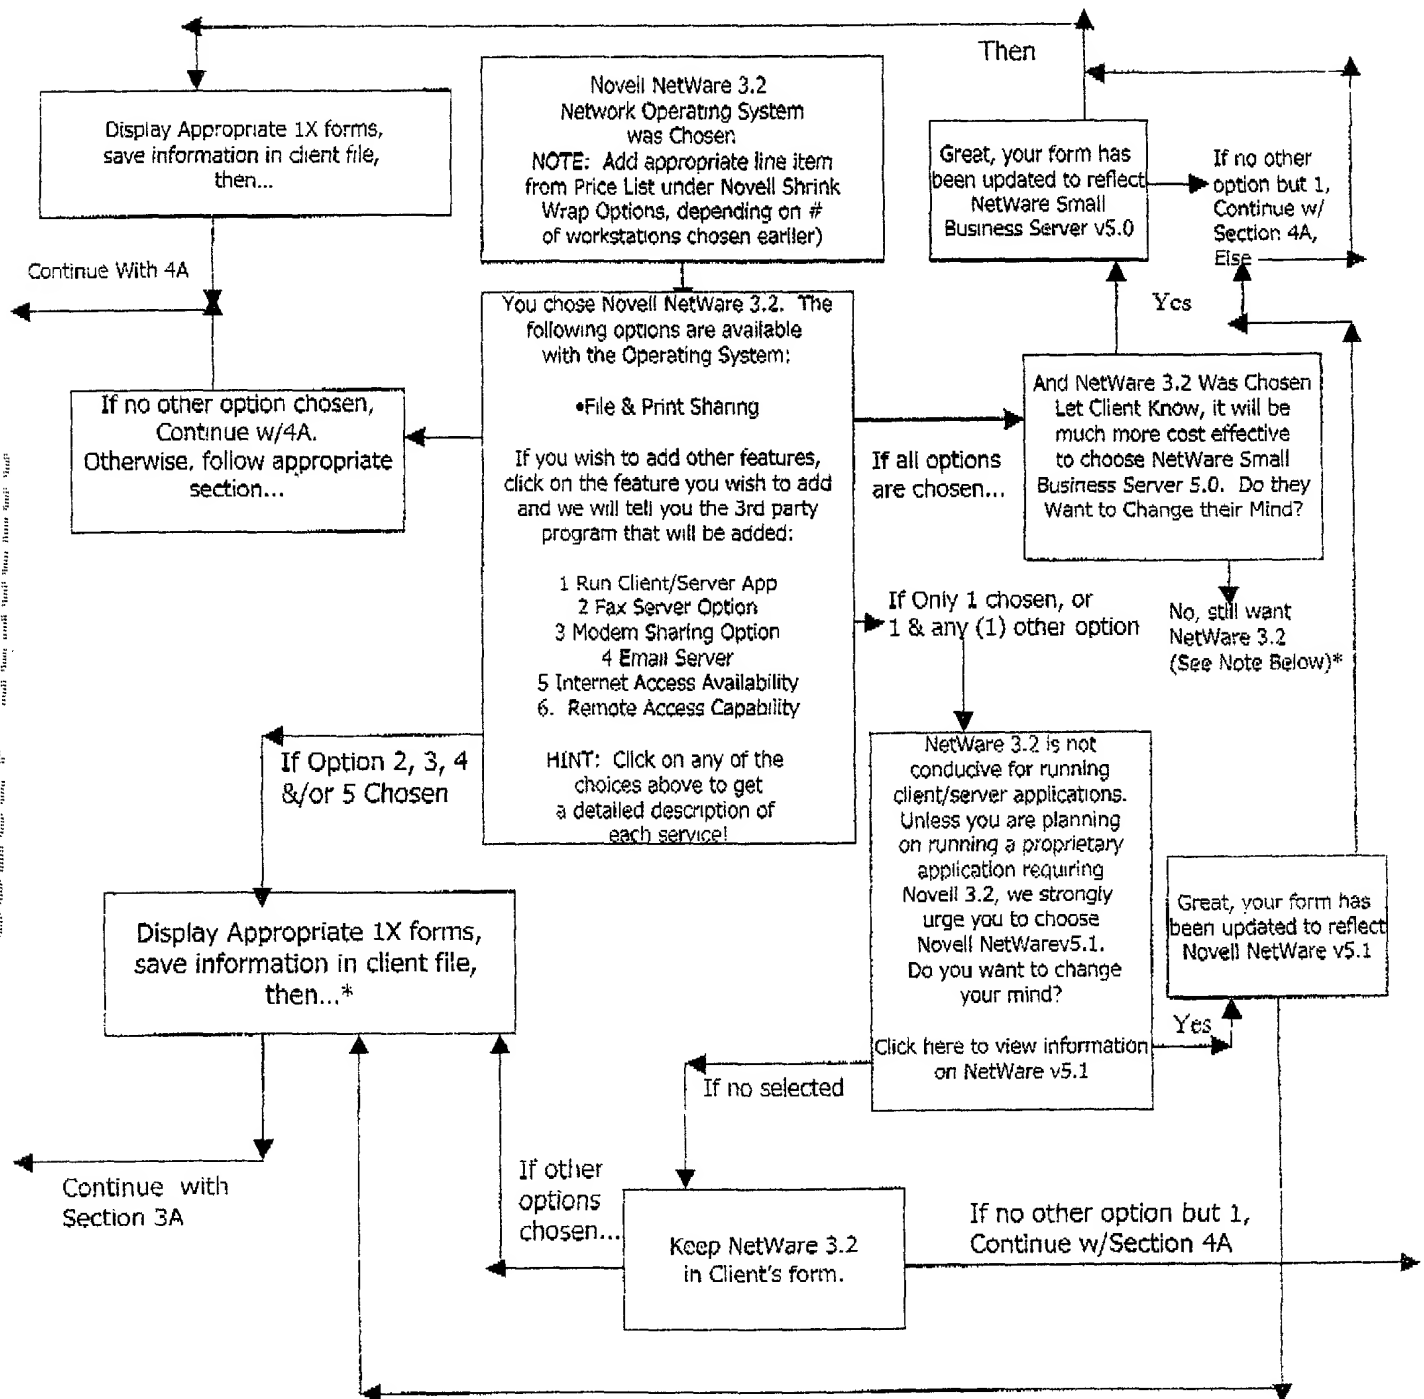 Then
Display Appropriate 1X forms,
save information in client file,
then...
Novell NetWare 3.2
Network Operating System
was Chosen
NOTE: Add appropriate line item
from Price List under Novell Shrink
Wrap Options, depending on #
of workstations chosen earlier)
Great, your form has
been updated to reflect
NetWare Small
Business Server v5.0
If no other
option but 1,
Continue w/
Section 4A,
Else
Continue With 4A
Yes
You chose Novell NetWare 3.2. The
following options are available
with the Operating System:
•File & Print Sharing
If you wish to add other features,
click on the feature you wish to add
and we will tell you the 3rd party
program that will be added:
1 Run Client/Server App
2 Fax Server Option
3 Modem Sharing Option
4 Email Server
5 Internet Access Availability
6. Remote Access Capability
HINT: Click on any of the
choices above to get
a detailed description of
each service!
If no other option chosen,
Continue w/4A.
Otherwise, follow appropriate
section...
If all options
are chosen...
And NetWare 3.2 Was Chosen
Let Client Know, it will be
much more cost effective
to choose NetWare Small
Business Server 5.0. Do they
Want to Change their Mind?
If Only 1 chosen, or
1 & any (1) other option
No, still want
NetWare 3.2
(See Note Below)*
If Option 2, 3, 4
&/or 5 Chosen
NetWare 3.2 is not
conducive for running
client/server applications.
Unless you are planning
on running a proprietary
application requiring
Novell 3.2, we strongly
urge you to choose
Novell NetWarev5.1.
Do you want to change
your mind?
Click here to view information
on NetWare v5.1
Great, your form has
been updated to reflect
Novell NetWare v5.1
Yes
Display Appropriate 1X forms,
save information in client file,
then...*
If no selected
Continue with
Section 3A
If other
options
chosen...
Keep NetWare 3.2
in Client's form.
If no other option but 1,
Continue w/Section 4A